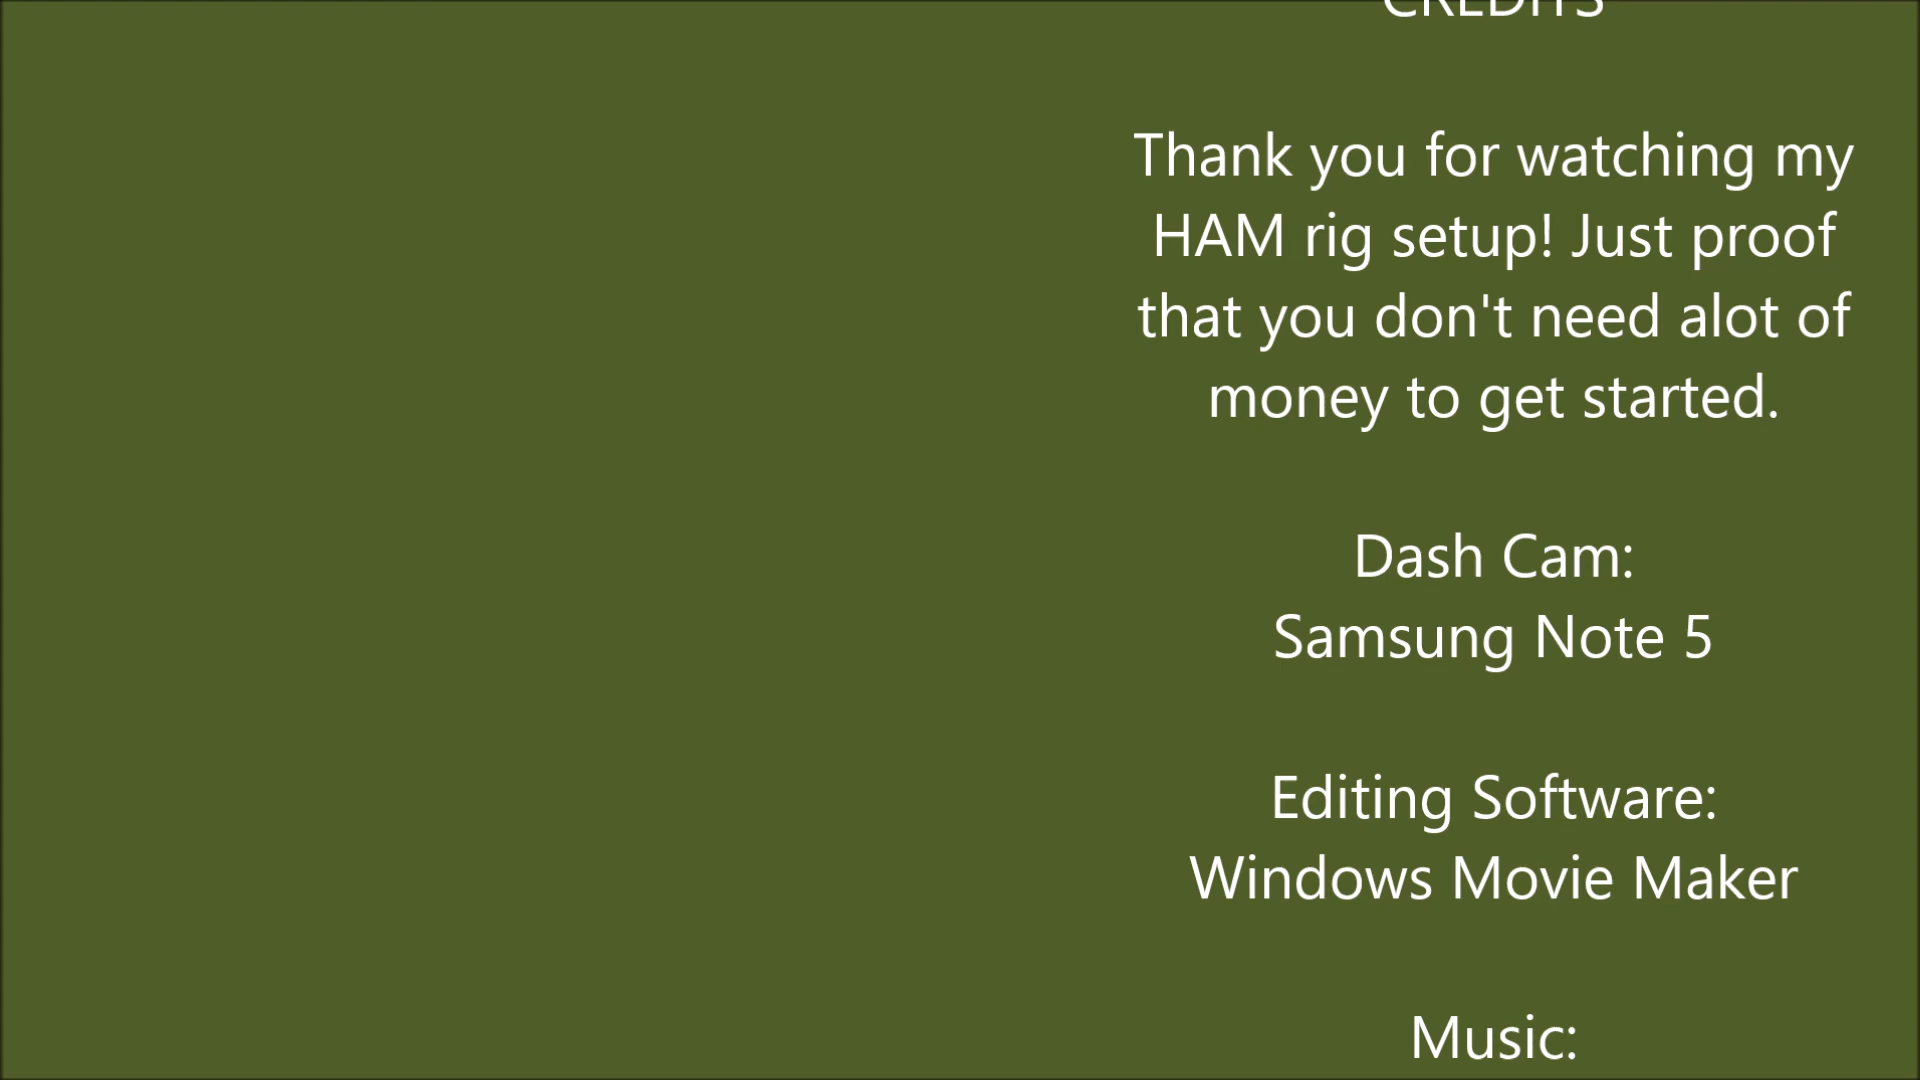 CREDITS
Thank you for watching my
HAM rig setup! Just proof
that you don't need alot of
money to get started.
Dash Cam:
Samsung Note 5
Editing Software:
Windows Movie Maker
Music: